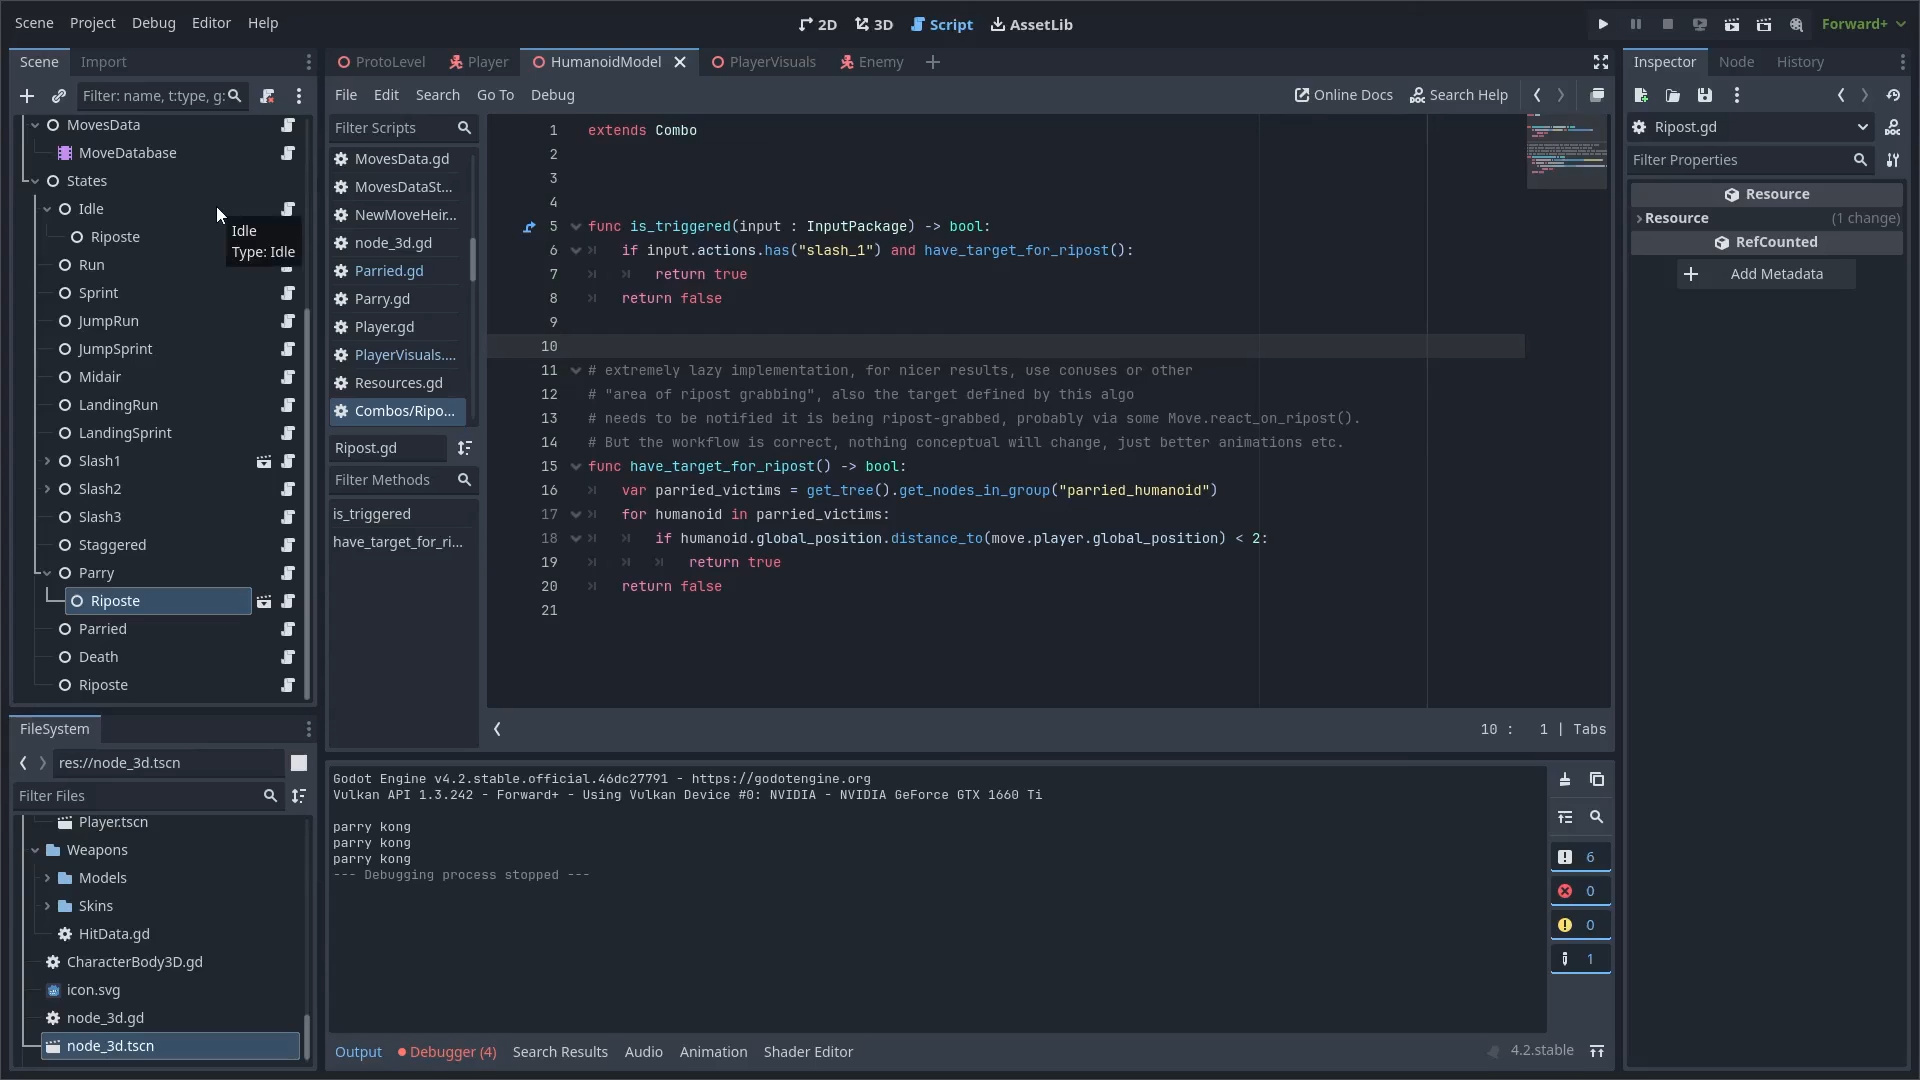 Scene Project Debug Editor Help
2D 3D Script AssetLib
Forward+
Scene Import
Filter: name, t:type, g:
MovesData
MoveDatabase
States
Idle
Riposte
Run
Sprint
JumpRun
JumpSprint
Midair
LandingRun
LandingSprint
Slash1
Slash2
Slash3
Staggered
Parry
Riposte
Parried
Death
Riposte
Idle
Type: Idle
FileSystem
res://node_3d.tscn
Filter Files
Player.tscn
Weapons
Models
Skins
HitData.gd
CharacterBody3D.gd
icon.svg
node_3d.gd
node_3d.tscn
ProtoLevel Player HumanoidModel PlayerVisuals Enemy
File Edit Search Go To Debug
Online Docs Search Help
Filter Scripts
MovesData.gd
MovesDataSt...
NewMoveHeir...
node_3d.gd
Parried.gd
Parry.gd
Player.gd
PlayerVisuals....
Resources.gd
Combos/Ripo...
Ripost.gd
Filter Methods
is_triggered
have_target_for_ri...
1 extends Combo
2
3
4
5 func is_triggered(input : InputPackage) -> bool:
6 if input.actions.has("slash_1") and have_target_for_ripost():
7 return true
8 return false
9
10
11 # extremely lazy implementation, for nicer results, use conuses or other
12 # "area of ripost grabbing", also the target defined by this algo
13 # needs to be notified it is being ripost-grabbed, probably via some Move.react_on_ripost().
14 # But the workflow is correct, nothing conceptual will change, just better animations etc.
15 func have_target_for_ripost() -> bool:
16 var parried_victims = get_tree().get_nodes_in_group("parried_humanoid")
17 for humanoid in parried_victims:
18 if humanoid.global_position.distance_to(move.player.global_position) < 2:
19 return true
20 return false
21
10 : 1 | Tabs
Godot Engine v4.2.stable.official.46dc27791 - https://godotengine.org
Vulkan API 1.3.242 - Forward+ - Using Vulkan Device #0: NVIDIA - NVIDIA GeForce GTX 1660 Ti
parry kong
parry kong
parry kong
--- Debugging process stopped ---
6
0
0
1
Output Debugger (4) Search Results Audio Animation Shader Editor
4.2.stable
Inspector Node History
Ripost.gd
Filter Properties
Resource
Resource (1 change)
RefCounted
Add Metadata